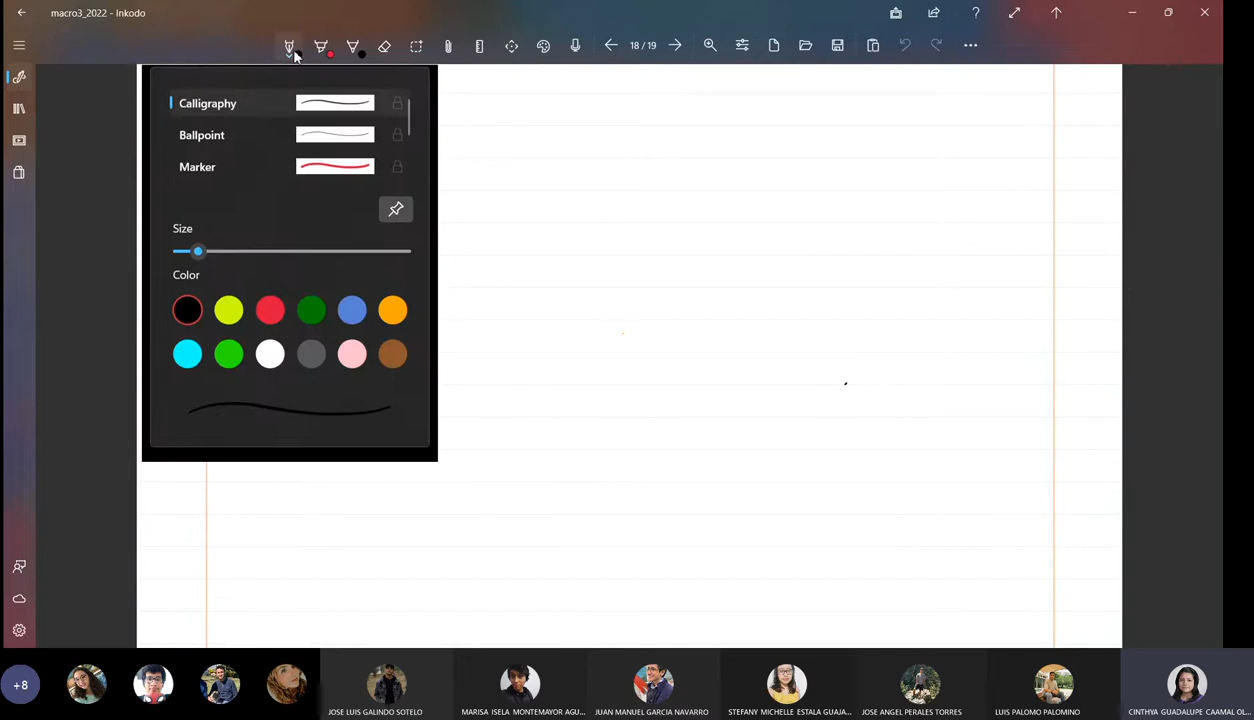 macro3_2022 - Inkodo
18 / 19
Calligraphy
Ballpoint
Marker
Size
Color
+8
JOSE LUIS GALINDO SOTELO
MARISA ISELA MONTEMAYOR AGU...
JUAN MANUEL GARCIA NAVARRO
STEFANY MICHELLE ESTALA GUAJA...
JOSE ANGEL PERALES TORRES
LUIS PALOMO PALOMINO
CINTHYA GUADALUPE CAAMAL OL...